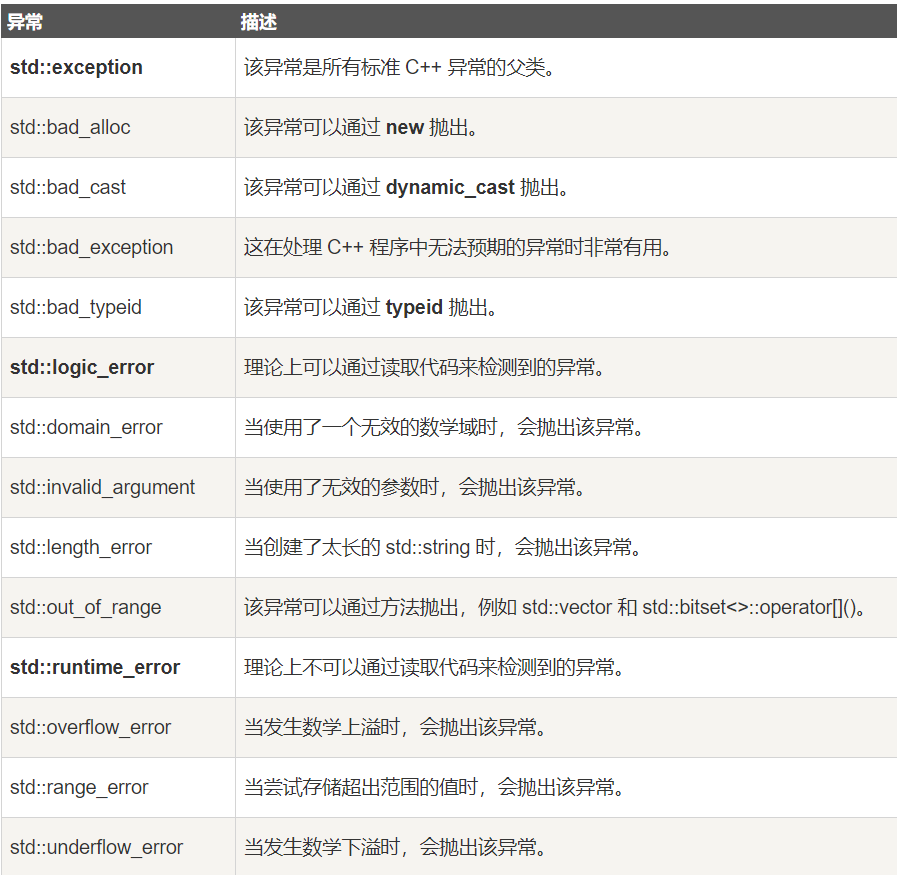 异常 描述
std::exception 该异常是所有标准 C++ 异常的父类。
std::bad_alloc 该异常可以通过 new 抛出。
std::bad_cast 该异常可以通过 dynamic_cast 抛出。
std::bad_exception 这在处理 C++ 程序中无法预期的异常时非常有用。
std::bad_typeid 该异常可以通过 typeid 抛出。
std::logic_error 理论上可以通过读取代码来检测到的异常。
std::domain_error 当使用了一个无效的数学域时，会抛出该异常。
std::invalid_argument 当使用了无效的参数时，会抛出该异常。
std::length_error 当创建了太长的 std::string 时，会抛出该异常。
std::out_of_range 该异常可以通过方法抛出，例如 std::vector 和 std::bitset<>::operator[]()。
std::runtime_error 理论上不可以通过读取代码来检测到的异常。
std::overflow_error 当发生数学上溢时，会抛出该异常。
std::range_error 当尝试存储超出范围的值时，会抛出该异常。
std::underflow_error 当发生数学下溢时，会抛出该异常。